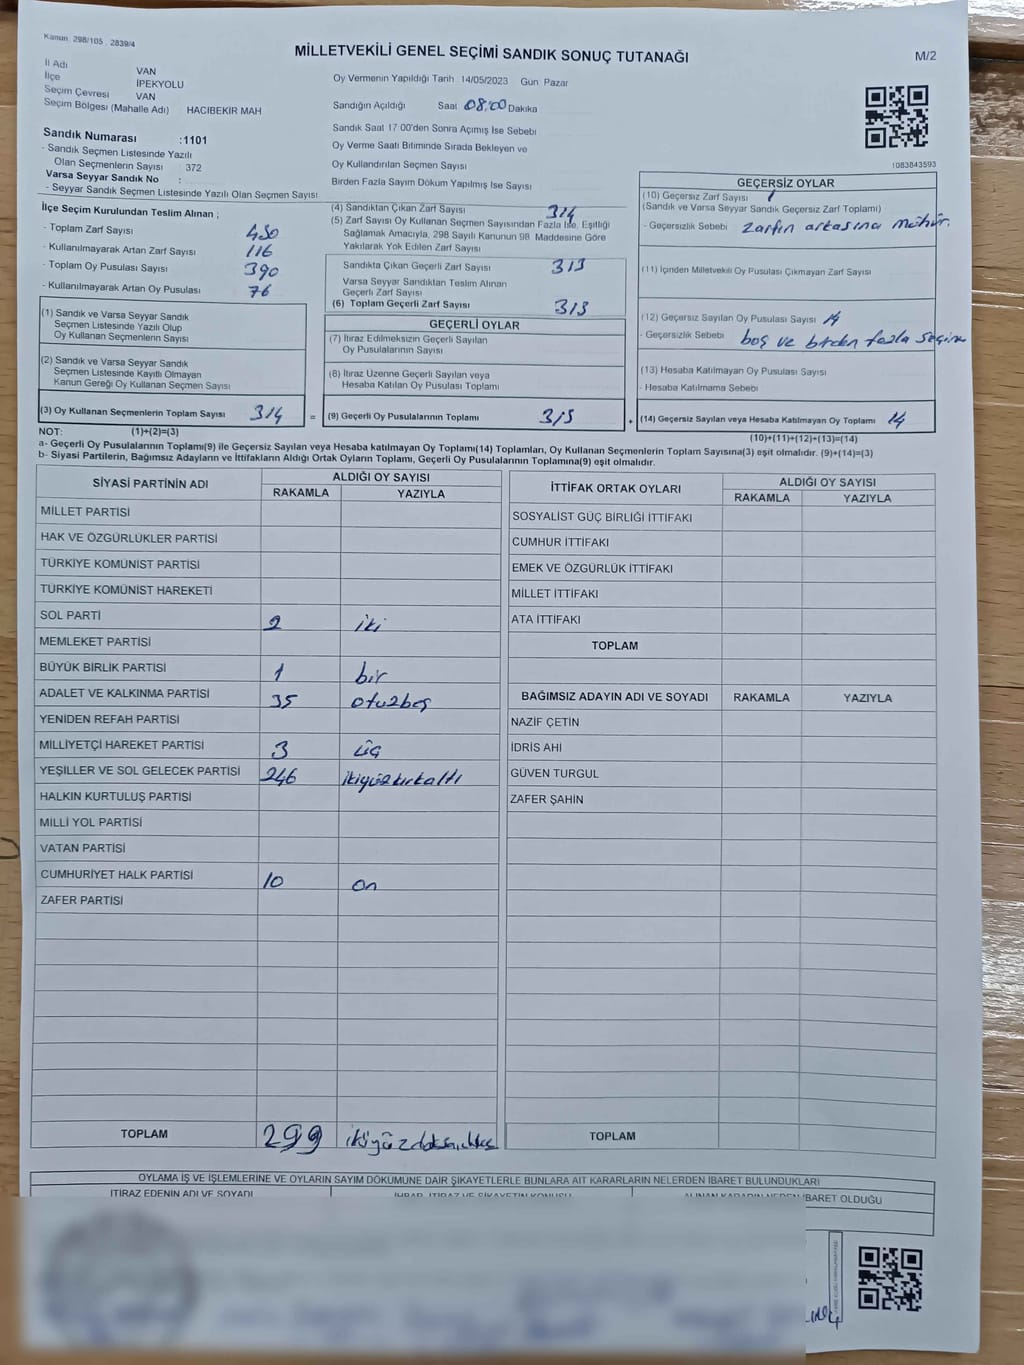 Kanun 298/105 2839/4
MİLLETVEKİLİ GENEL SEÇİMİ SANDIK SONUÇ TUTANAĞI
M/2
İl Adı VAN
İlçe İPEKYOLU
Seçim Çevresi VAN
Seçim Bölgesi (Mahalle Adı) HACIBEKİR MAH
Oy Vermenin Yapıldığı Tarih 14/05/2023 Gün Pazar
Sandığın Açıldığı Saat 08:00 Dakika
Sandık Saat 17:00'den Sonra Açımış İse Sebebi
Oy Verme Saati Bitiminde Sırada Bekleyen ve
Oy Kullandırılan Seçmen Sayısı
Birden Fazla Sayım Döküm Yapılmış İse Sayısı
1083843593
Sandık Numarası :1101
- Sandık Seçmen Listesinde Yazılı
Olan Seçmenlerin Sayısı 372
Varsa Seyyar Sandık No :
- Seyyar Sandık Seçmen Listesinde Yazılı Olan Seçmen Sayısı
İlçe Seçim Kurulundan Teslim Alınan ;
- Toplam Zarf Sayısı 430
- Kullanılmayarak Artan Zarf Sayısı 116
- Toplam Oy Pusulası Sayısı 390
- Kullanılmayarak Artan Oy Pusulası 76
(1) Sandık ve Varsa Seyyar Sandık
Seçmen Listesinde Yazılı Olup
Oy Kullanan Seçmenlerin Sayısı
(2) Sandık ve Varsa Seyyar Sandık
Seçmen Listesinde Kayıtlı Olmayan
Kanun Gereği Oy Kullanan Seçmen Sayısı
(3) Oy Kullanan Seçmenlerin Toplam Sayısı 314 =
(4) Sandıktan Çıkan Zarf Sayısı 314
(5) Zarf Sayısı Oy Kullanan Seçmen Sayısından Fazla İse, Eşitliği
Sağlamak Amacıyla, 298 Sayılı Kanunun 98. Maddesine Göre
Yakılarak Yok Edilen Zarf Sayısı
Sandıkta Çıkan Geçerli Zarf Sayısı 313
Varsa Seyyar Sandıktan Teslim Alınan
Geçerli Zarf Sayısı
(6) Toplam Geçerli Zarf Sayısı 313
GEÇERLİ OYLAR
(7) İtiraz Edilmeksizin Geçerli Sayılan
Oy Pusulalarının Sayısı
(8) İtiraz Üzerine Geçerli Sayılan veya
Hesaba Katılan Oy Pusulası Toplamı
(9) Geçerli Oy Pusulalarının Toplamı 313 +
GEÇERSİZ OYLAR
(10) Geçersiz Zarf Sayısı 1
(Sandık ve Varsa Seyyar Sandık Geçersiz Zarf Toplamı)
- Geçersizlik Sebebi zarfın arkasına mühür.
(11) İçinden Milletvekili Oy Pusulası Çıkmayan Zarf Sayısı
(12) Geçersiz Sayılan Oy Pusulası Sayısı 14
- Geçersizlik Sebebi boş ve birden fazla seçim
(13) Hesaba Katılmayan Oy Pusulası Sayısı
- Hesaba Katılmama Sebebi
(14) Geçersiz Sayılan veya Hesaba Katılmayan Oy Toplamı 14
NOT: (1)+(2)=(3)
(10)+(11)+(12)+(13)=(14)
a- Geçerli Oy Pusulalarının Toplamı(9) ile Geçersiz Sayılan veya Hesaba katılmayan Oy Toplamı(14) Toplamları, Oy Kullanan Seçmenlerin Toplam Sayısına(3) eşit olmalıdır. (9)+(14)=(3)
b- Siyasi Partilerin, Bağımsız Adayların ve İttifakların Aldığı Ortak Oyların Toplamı, Geçerli Oy Pusulalarının Toplamına(9) eşit olmalıdır.
SİYASİ PARTİNİN ADI ALDIĞI OY SAYISI
RAKAMLA YAZIYLA
MİLLET PARTİSİ
HAK VE ÖZGÜRLÜKLER PARTİSİ
TÜRKİYE KOMÜNİST PARTİSİ
TÜRKİYE KOMÜNİST HAREKETİ
SOL PARTİ 2 iki
MEMLEKET PARTİSİ
BÜYÜK BİRLİK PARTİSİ 1 bir
ADALET VE KALKINMA PARTİSİ 35 otuzbeş
YENİDEN REFAH PARTİSİ
MİLLİYETÇİ HAREKET PARTİSİ 3 üç
YEŞİLLER VE SOL GELECEK PARTİSİ 246 ikiyüzkırkaltı
HALKIN KURTULUŞ PARTİSİ
MİLLİ YOL PARTİSİ
VATAN PARTİSİ
CUMHURİYET HALK PARTİSİ 10 on
ZAFER PARTİSİ
TOPLAM 299
İTTİFAK ORTAK OYLARI ALDIĞI OY SAYISI
RAKAMLA YAZIYLA
SOSYALİST GÜÇ BİRLİĞİ İTTİFAKI
CUMHUR İTTİFAKI
EMEK VE ÖZGÜRLÜK İTTİFAKI
MİLLET İTTİFAKI
ATA İTTİFAKI
TOPLAM
BAĞIMSIZ ADAYIN ADI VE SOYADI RAKAMLA YAZIYLA
NAZİF ÇETİN
İDRİS AHİ
GÜVEN TURGUL
ZAFER ŞAHİN
TOPLAM
OYLAMA İŞ VE İŞLEMLERİNE VE OYLARIN SAYIM DÖKÜMÜNE DAİR ŞİKAYETLERLE BUNLARA AİT KARARLARIN NELERDEN İBARET BULUNDUKLARI
İTİRAZ EDENİN ADI VE SOYADI İHBAR, İTİRAZ VE ŞİKAYETİN KONUSU ALINAN KARARIN NEDEN İBARET OLDUĞU